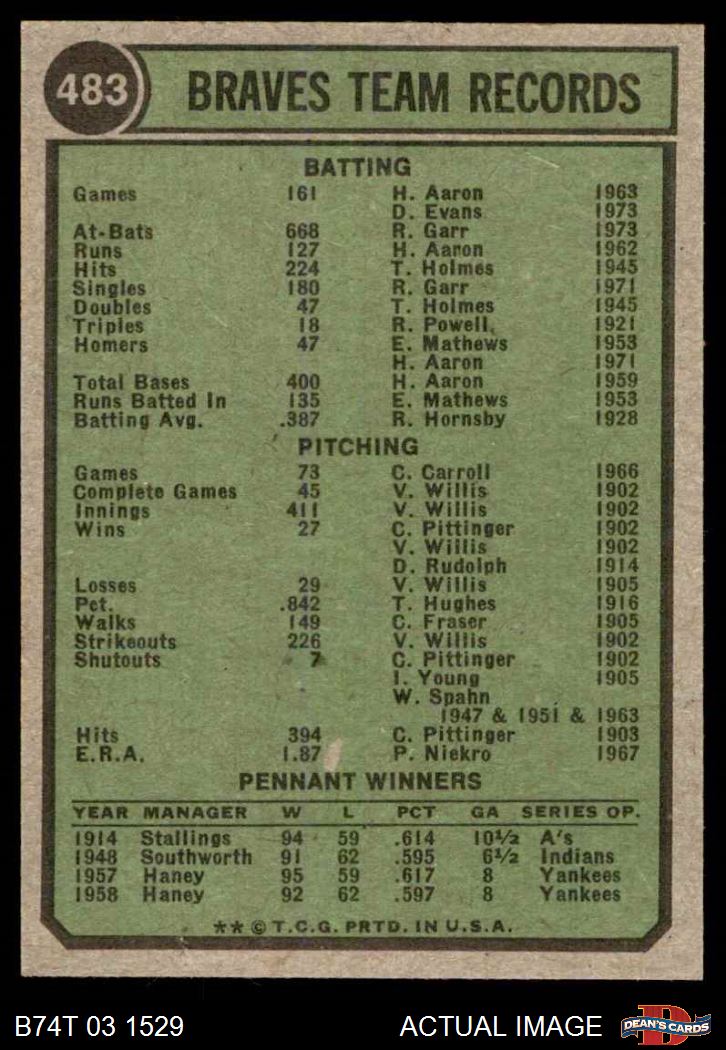 483 BRAVES TEAM RECORDS
BATTING
Games 161 H. Aaron 1963
D. Evans 1973
At-Bats 668 R. Garr 1973
Runs 127 H. Aaron 1962
Hits 224 T. Holmes 1945
Singles 180 R. Garr 1971
Doubles 47 T. Holmes 1945
Triples 18 R. Powell 1921
Homers 47 E. Mathews 1953
H. Aaron 1971
Total Bases 400 H. Aaron 1959
Runs Batted In 135 E. Mathews 1953
Batting Avg. .387 R. Hornsby 1928
PITCHING
Games 73 C. Carroll 1966
Complete Games 45 V. Willis 1902
Innings 411 V. Willis 1902
Wins 27 C. Pittinger 1902
V. Willis 1902
D. Rudolph 1914
Losses 29 V. Willis 1905
Pct. .842 T. Hughes 1916
Walks 149 C. Fraser 1905
Strikeouts 226 V. Willis 1902
Shutouts 7 C. Pittinger 1902
I. Young 1905
W. Spahn
1947 & 1951 & 1963
Hits 394 C. Pittinger 1903
E.R.A. 1.87 P. Niekro 1967
PENNANT WINNERS
YEAR MANAGER W L PCT GA SERIES OP.
1914 Stallings 94 59 .614 10½ A's
1948 Southworth 91 62 .595 6½ Indians
1957 Haney 95 59 .617 8 Yankees
1958 Haney 92 62 .597 8 Yankees
** © T.C.G. PRTD. IN U.S.A.
B74T 03 1529 ACTUAL IMAGE D DEAN'S CARDS